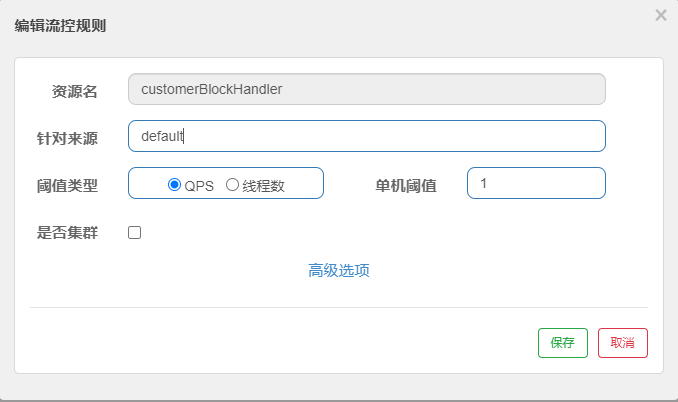 编辑流控规则
×
资源名 customerBlockHandler
针对来源 default
阈值类型 QPS 线程数 单机阈值 1
是否集群
高级选项
保存 取消